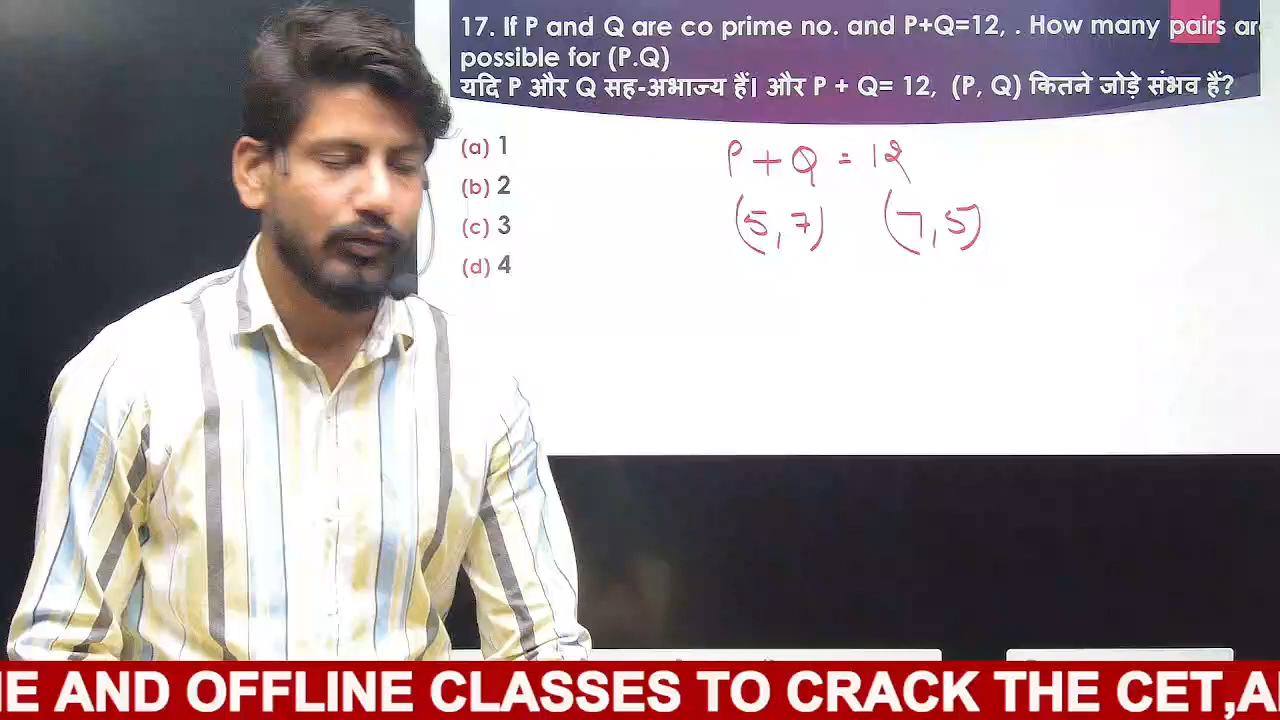 17. If P and Q are co prime no. and P+Q=12, . How many pairs are
possible for (P.Q)
यदि P और Q सह-अभाज्य हैं। और P + Q= 12, (P, Q) कितने जोड़े संभव हैं?
(a) 1
(b) 2
(c) 3
(d) 4
P + Q = 12
(5,7) (7,5)
AND OFFLINE CLASSES TO CRACK THE CET,